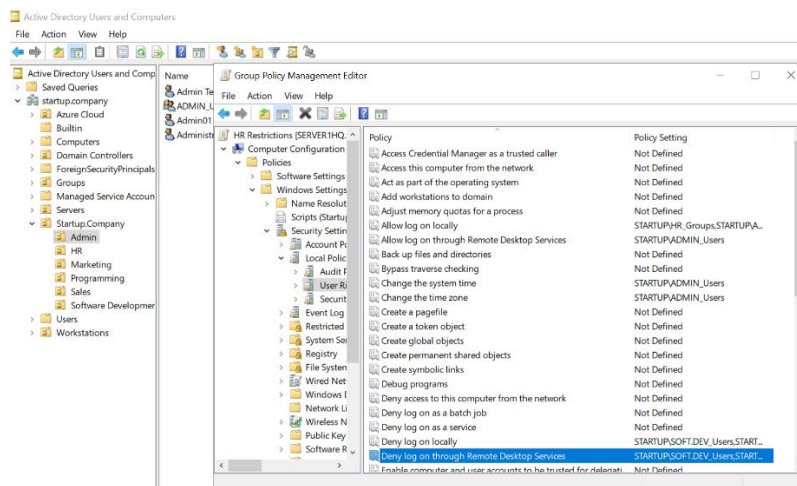 Active Directory Users and Computers
File Action View Help
Active Directory Users and Comp
Saved Queries
startup.company
Azure Cloud
Builtin
Computers
Domain Controllers
ForeignSecurityPrincipals
Groups
Managed Service Accoun
Servers
Startup.Company
Admin
HR
Marketing
Programming
Sales
Software Developmer
Users
Workstations
Name
Admin Te
ADMIN_U
Admin01
Administr
Group Policy Management Editor
File Action View Help
HR Restrictions [SERVER1HQ.
Computer Configuration
Policies
Software Settings
Windows Settings
Name Resolut
Scripts (Startu
Security Settin
Account Po
Local Polic
Audit P
User Ri
Securit
Event Log
Restricted
System Ser
Registry
File System
Wired Net
Windows D
Network Li
Wireless N
Public Key
Software R
Policy Policy Setting
Access Credential Manager as a trusted caller Not Defined
Access this computer from the network Not Defined
Act as part of the operating system Not Defined
Add workstations to domain Not Defined
Adjust memory quotas for a process Not Defined
Allow log on locally STARTUP\HR_Groups,STARTUP\A...
Allow log on through Remote Desktop Services STARTUP\ADMIN_Users
Back up files and directories Not Defined
Bypass traverse checking Not Defined
Change the system time STARTUP\ADMIN_Users
Change the time zone STARTUP\ADMIN_Users
Create a pagefile Not Defined
Create a token object Not Defined
Create global objects Not Defined
Create permanent shared objects Not Defined
Create symbolic links Not Defined
Debug programs Not Defined
Deny access to this computer from the network Not Defined
Deny log on as a batch job Not Defined
Deny log on as a service Not Defined
Deny log on locally STARTUP\SOFT.DEV_Users,START...
Deny log on through Remote Desktop Services STARTUP\SOFT.DEV_Users,START...
Enable computer and user accounts to be trusted for delegati Not Defined